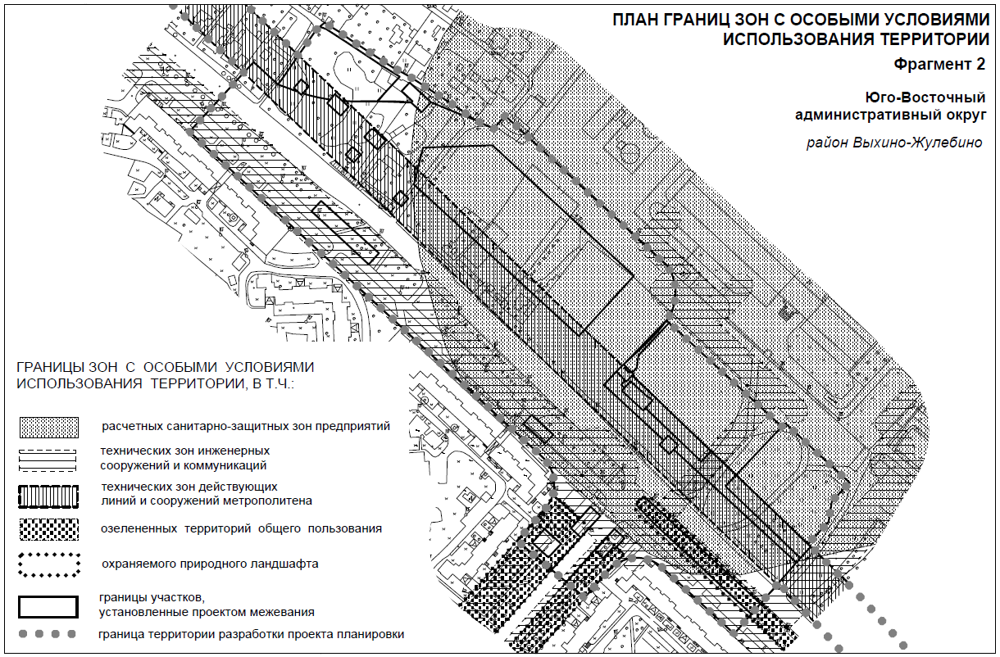 ПЛАН ГРАНИЦ ЗОН С ОСОБЫМИ УСЛОВИЯМИ
ИСПОЛЬЗОВАНИЯ ТЕРРИТОРИИ
Фрагмент 2
Юго-Восточный
административный округ
район Выхино-Жулебино
ГРАНИЦЫ ЗОН С ОСОБЫМИ УСЛОВИЯМИ
ИСПОЛЬЗОВАНИЯ ТЕРРИТОРИИ, В Т.Ч.:
расчетных санитарно-защитных зон предприятий
технических зон инженерных
сооружений и коммуникаций
технических зон действующих
линий и сооружений метрополитена
озелененных территорий общего пользования
охраняемого природного ландшафта
границы участков,
установленные проектом межевания
граница территории разработки проекта планировки